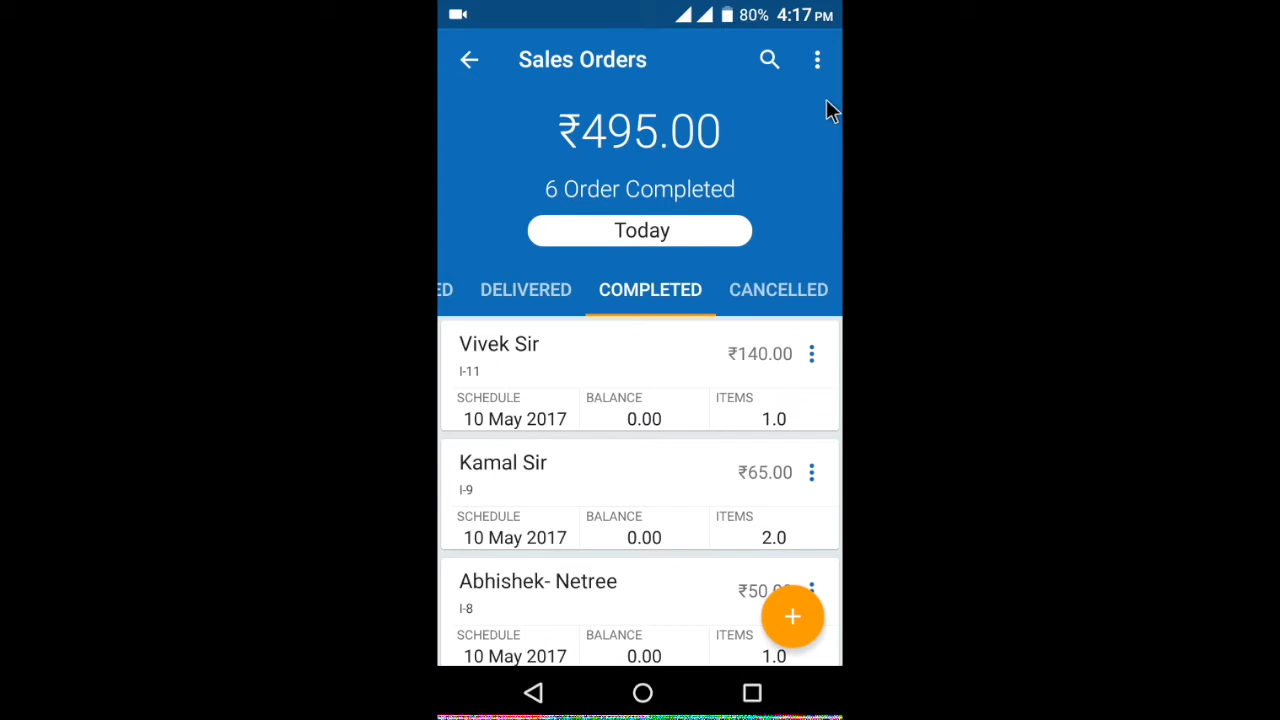 80% 4:17 PM
Sales Orders
₹495.00
6 Order Completed
Today
ED DELIVERED COMPLETED CANCELLED
Vivek Sir
₹140.00
I-11
SCHEDULE BALANCE ITEMS
10 May 2017 0.00 1.0
Kamal Sir
₹65.00
I-9
SCHEDULE BALANCE ITEMS
10 May 2017 0.00 2.0
Abhishek- Netree
₹50.
I-8
SCHEDULE BALANCE ITEMS
10 May 2017 0.00 1.0
+